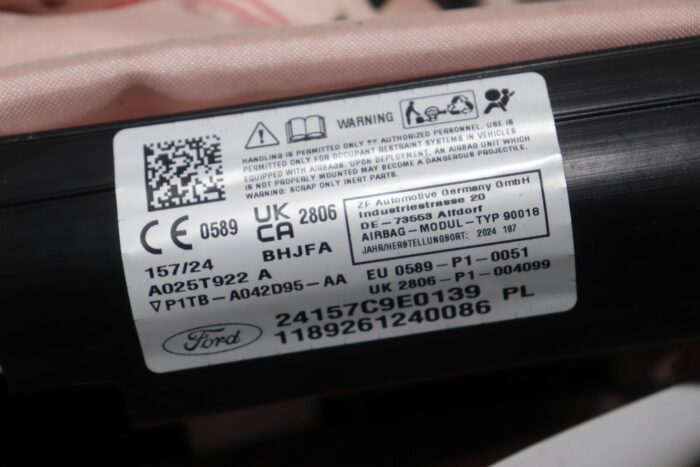 WARNING
HANDLING IS PERMITTED ONLY BY AUTHORIZED PERSONNEL. USE IS
PERMITTED ONLY FOR OCCUPANT RESTRAINT SYSTEMS IN VEHICLES
EQUIPPED WITH AIRBAGS. UPON DEPLOYMENT, AN AIRBAG UNIT WHICH
IS NOT PROPERLY MOUNTED MAY BECOME A DANGEROUS PROJECTILE.
WARNING: SCRAP ONLY INERT PARTS.
CE 0589 UK CA 2806
BHJFA
ZF Automotive Germany GmbH
Industriestrasse 20
DE-73553 Alfdorf
AIRBAG-MODUL-TYP 90018
JAHR/HERSTELLUNGSORT: 2024 187
157/24
A025T922 A
P1TB-A042D95-AA
EU 0589-P1-0051
UK 2806-P1-004099
Ford
24157C9E0139
1189261240086 PL